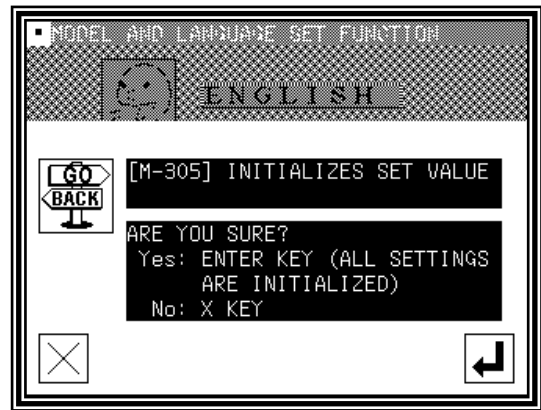 MODEL AND LANGUAGE SET FUNCTION
ENGLISH
GO
BACK
[M-305] INITIALIZES SET VALUE
ARE YOU SURE?
Yes: ENTER KEY (ALL SETTINGS
ARE INITIALIZED)
No: X KEY